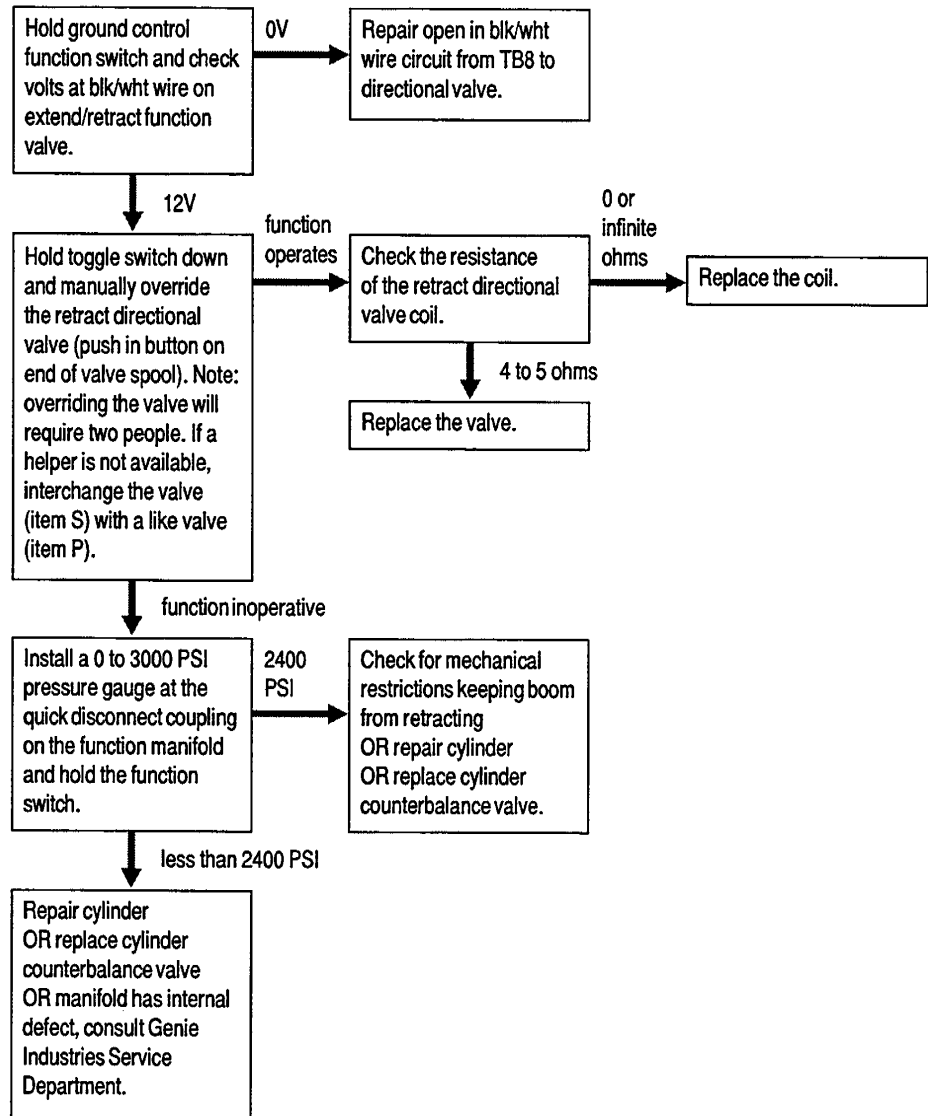 Hold ground control
function switch and check
volts at blk/wht wire on
extend/retract function
valve.
0V
Repair open in blk/wht
wire circuit from TB8 to
directional valve.
12V
Hold toggle switch down
and manually override
the retract directional
valve (push in button on
end of valve spool). Note:
overriding the valve will
require two people. If a
helper is not available,
interchange the valve
(item S) with a like valve
(item P).
function
operates
Check the resistance
of the retract directional
valve coil.
0 or
infinite
ohms
Replace the coil.
4 to 5 ohms
Replace the valve.
function inoperative
Install a 0 to 3000 PSI
pressure gauge at the
quick disconnect coupling
on the function manifold
and hold the function
switch.
2400
PSI
Check for mechanical
restrictions keeping boom
from retracting
OR repair cylinder
OR replace cylinder
counterbalance valve.
less than 2400 PSI
Repair cylinder
OR replace cylinder
counterbalance valve
OR manifold has internal
defect, consult Genie
Industries Service
Department.